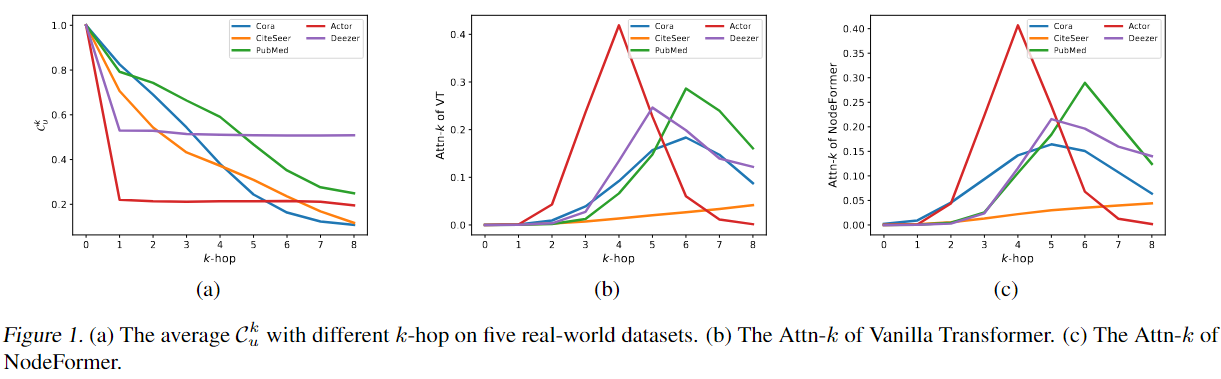 1.0
0.8
0.6
0.4
0.2
0 1 2 3 4 5 6 7 8
k-hop
$\mathcal{C}_u^k$
Cora
CiteSeer
PubMed
Actor
Deezer
(a)
0.4
0.3
0.2
0.1
0.0
0 1 2 3 4 5 6 7 8
k-hop
Attn-k of VT
Cora
CiteSeer
PubMed
Actor
Deezer
(b)
0.40
0.35
0.30
0.25
0.20
0.15
0.10
0.05
0.00
0 1 2 3 4 5 6 7 8
k-hop
Attn-k of NodeFormer
Cora
CiteSeer
PubMed
Actor
Deezer
(c)
Figure 1. (a) The average $\mathcal{C}_u^k$ with different k-hop on five real-world datasets. (b) The Attn-k of Vanilla Transformer. (c) The Attn-k of
NodeFormer.